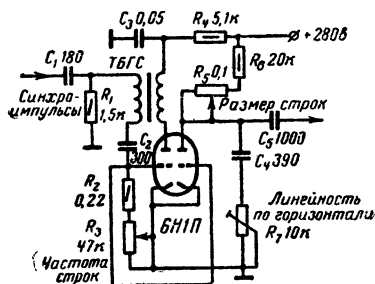 C3 0,05
R4 5,1к
+280в
C1 180
ТБГС
R6 20к
R5 0,1
Синхро-
импульсы
R1
1,5к
Размер строк
C2
300
C5 1000
C4 390
R2
0,22
6Н1П
Линейность
по горизонтали
R3
47к
R7 10к
(Частота
строк)